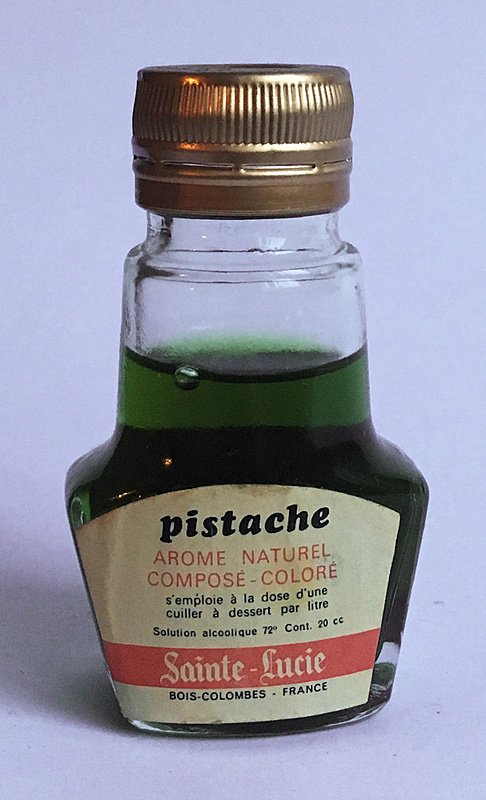 pistache
AROME NATUREL
COMPOSÉ-COLORÉ
s'emploie à la dose d'une
cuiller à dessert par litre
Solution alcoolique 72° Cont. 20 cc
Sainte-Lucie
BOIS-COLOMBES - FRANCE